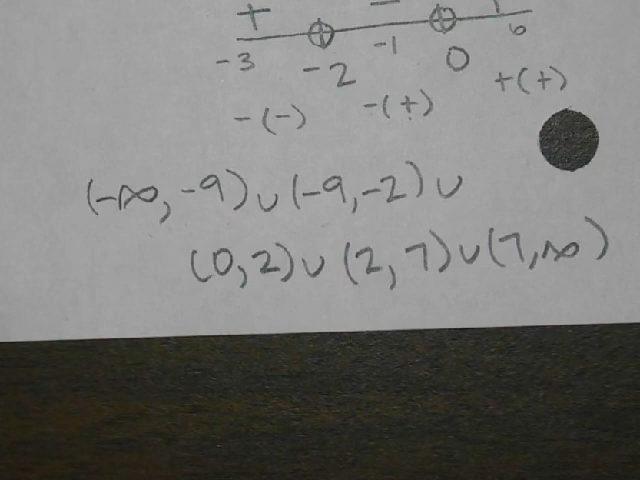 + − +
-3 -2 -1 0 6
-(-) -(+) +(+)
(-∞, -9) ∪ (-9, -2) ∪
(0, 2) ∪ (2, 7) ∪ (7, ∞)